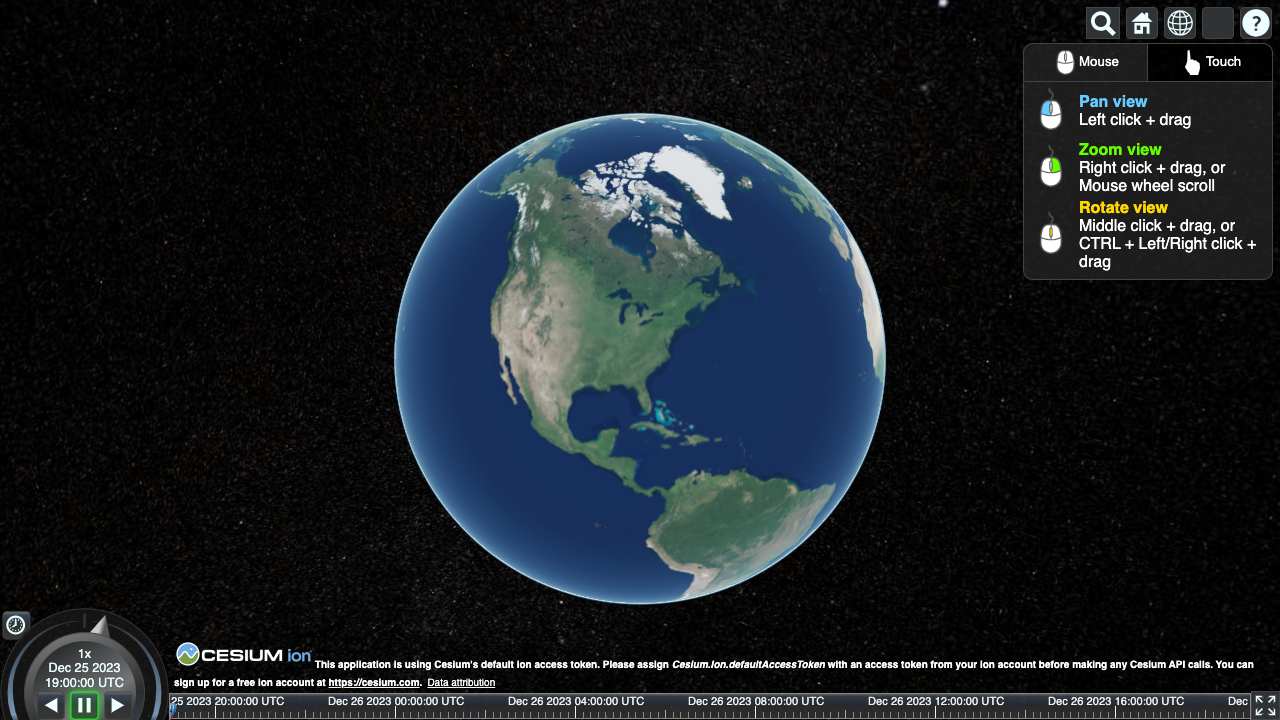 ?
Mouse
Touch
Pan view
Left click + drag
Zoom view
Right click + drag, or
Mouse wheel scroll
Rotate view
Middle click + drag, or
CTRL + Left/Right click +
drag
1x
Dec 25 2023
19:00:00 UTC
CESIUM ion
This application is using Cesium's default ion access token. Please assign Cesium.Ion.defaultAccessToken with an access token from your ion account before making any Cesium API calls. You can
sign up for a free ion account at https://cesium.com. Data attribution
25 2023 20:00:00 UTC Dec 26 2023 00:00:00 UTC Dec 26 2023 04:00:00 UTC Dec 26 2023 08:00:00 UTC Dec 26 2023 12:00:00 UTC Dec 26 2023 16:00:00 UTC Dec